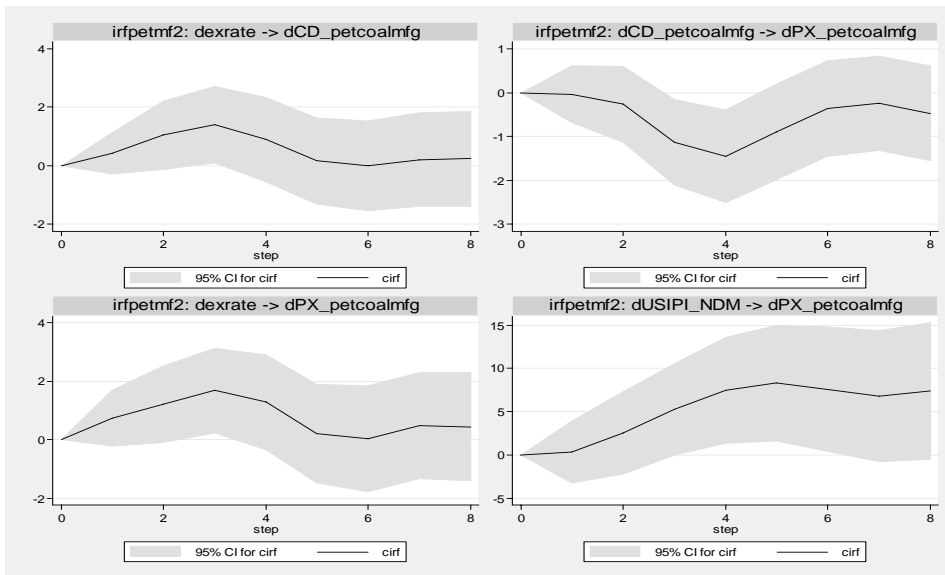 irfpetmf2: dexrate -> dCD_petcoalmfg
4
2
0
-2
0 2 4 6 8
step
95% CI for cirf cirf
irfpetmf2: dCD_petcoalmfg -> dPX_petcoalmfg
1
0
-1
-2
-3
0 2 4 6 8
step
95% CI for cirf cirf
irfpetmf2: dexrate -> dPX_petcoalmfg
4
2
0
-2
0 2 4 6 8
step
95% CI for cirf cirf
irfpetmf2: dUSIPI_NDM -> dPX_petcoalmfg
15
10
5
0
-5
0 2 4 6 8
step
95% CI for cirf cirf